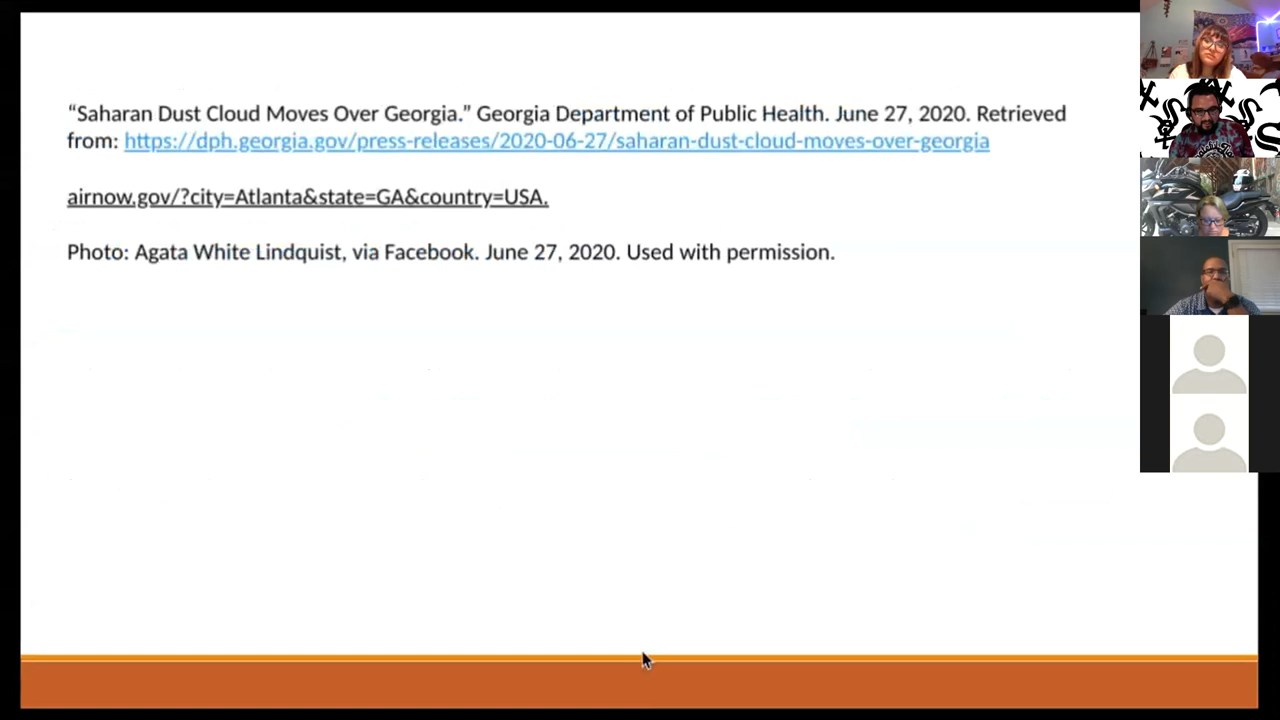 “Saharan Dust Cloud Moves Over Georgia.” Georgia Department of Public Health. June 27, 2020. Retrieved
from: https://dph.georgia.gov/press-releases/2020-06-27/saharan-dust-cloud-moves-over-georgia
airnow.gov/?city=Atlanta&state=GA&country=USA.
Photo: Agata White Lindquist, via Facebook. June 27, 2020. Used with permission.